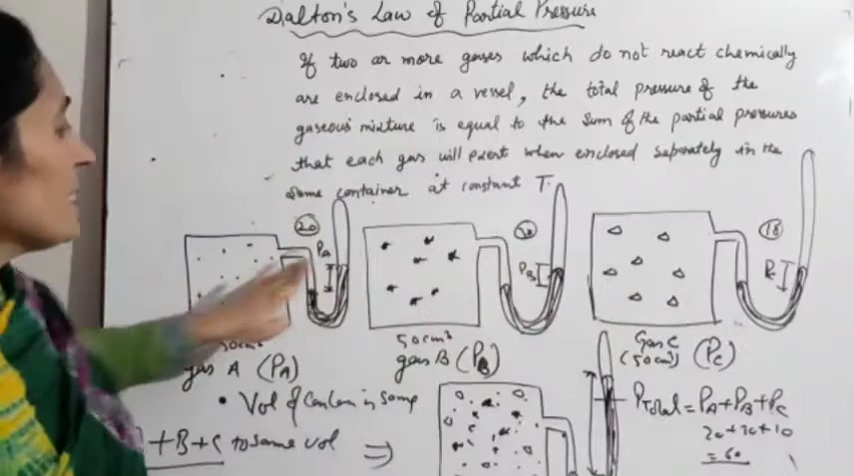 Dalton's Law of Partial Pressure
If two or more gases which do not react chemically
are enclosed in a vessel, the total pressure of the
gaseous mixture is equal to the sum of the partial pressures
that each gas will exert when enclosed separately in the
same container at constant T.
20
PA
30
PB
18
Pc
50cm³
gas A (PA)
50cm³
gas B (PB)
Gas C
(50cm³) (PC)
• Vol of Contain is same
+ B + C to same vol ⇒
PTotal = PA + PB + PC
20 + 30 + 10
= 60